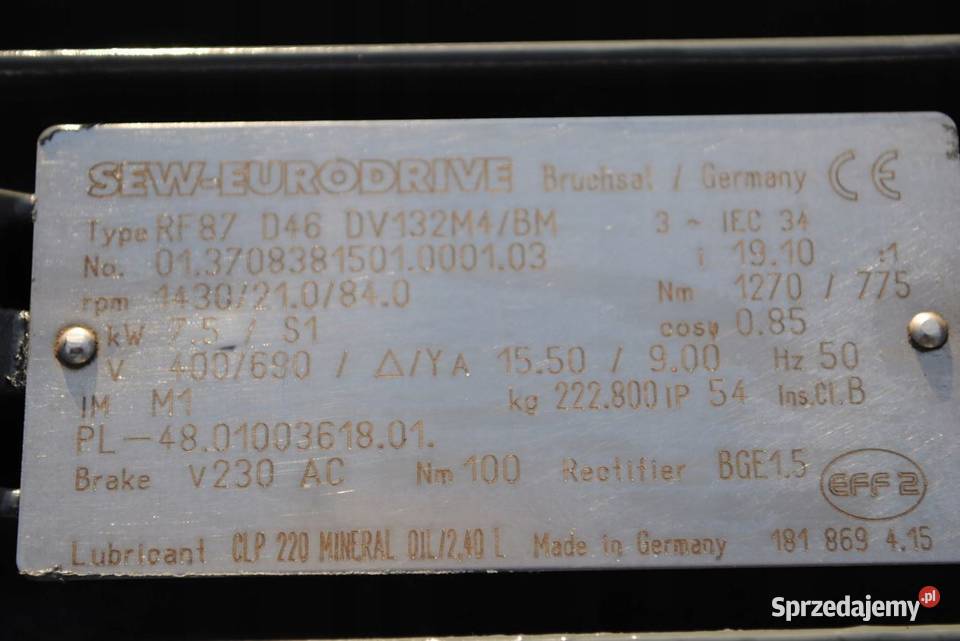 SEW-EURODRIVE Bruchsal / Germany CE
Type RF87 D46 DV132M4/BM 3 ~ IEC 34
No. 01.3708381501.0001.03 i 19.10 :1
rpm 1430/21.0/84.0 Nm 1270 / 775
kW 7.5 / S1 cosφ 0.85
V 400/690 / Δ/Y A 15.50 / 9.00 Hz 50
IM M1 kg 222.800 IP 54 Ins.Cl.B
PL-48.01003618.01.
Brake V230 AC Nm 100 Rectifier BGE1.5 EFF 2
Lubricant CLP 220 MINERAL OIL/2,40 L Made in Germany 181 869 4.15
Sprzedajemy.pl